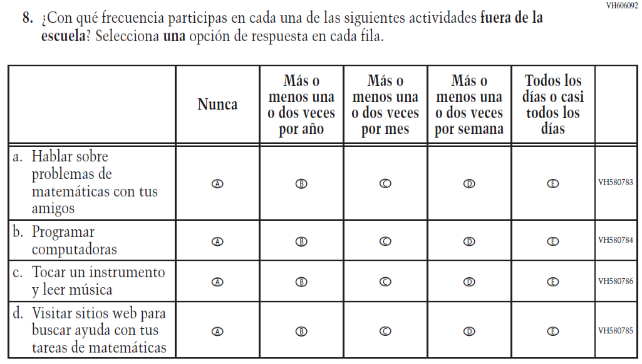 VH606092
8. ¿Con qué frecuencia participas en cada una de las siguientes actividades fuera de la
escuela? Selecciona una opción de respuesta en cada fila.
Nunca
Más o
menos una
o dos veces
por año
Más o
menos una
o dos veces
por mes
Más o
menos una
o dos veces
por semana
Todos los
días o casi
todos los
días
a. Hablar sobre
problemas de
matemáticas con tus
amigos
A B C D E VH580783
b. Programar
computadoras
A B C D E VH580784
c. Tocar un instrumento
y leer música
A B C D E VH580786
d. Visitar sitios web para
buscar ayuda con tus
tareas de matemáticas
A B C D E VH580785